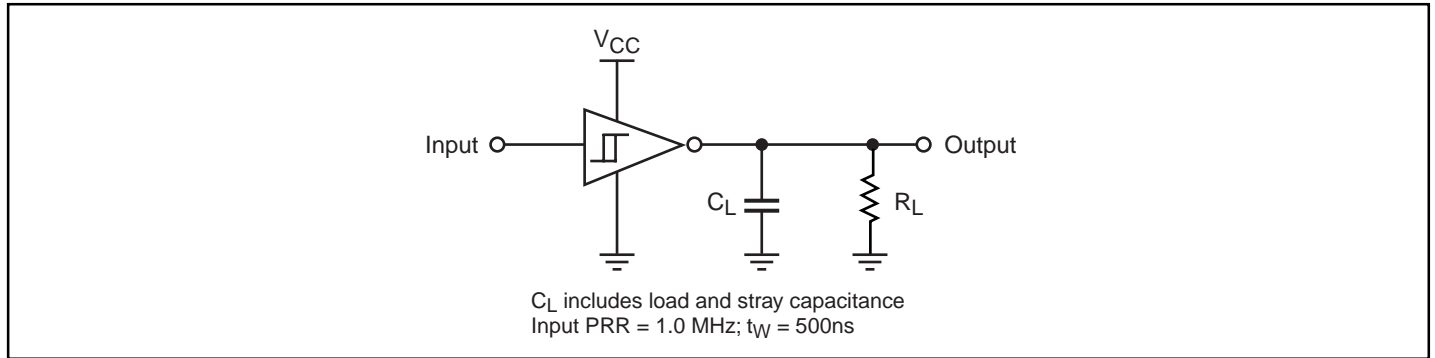 VCC
Input
Output
CL
RL
CL includes load and stray capacitance
Input PRR = 1.0 MHz; tW = 500ns